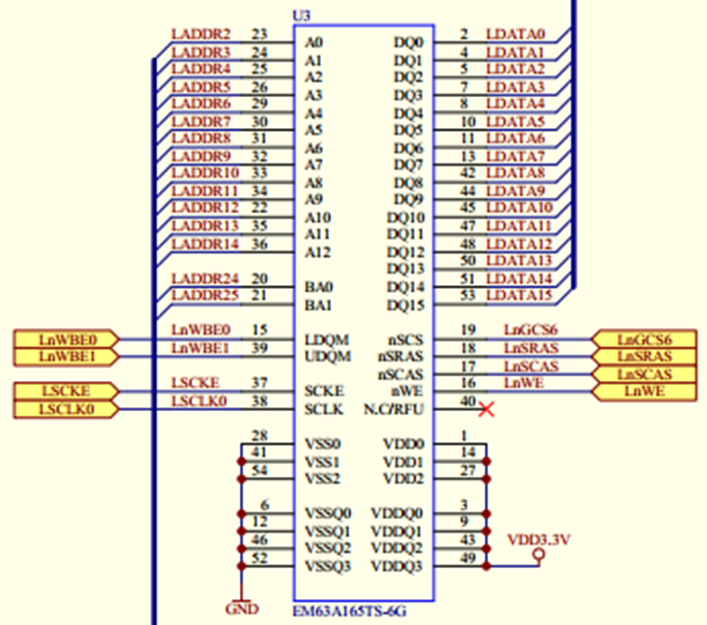 U3
LADDR2 23 A0 DQ0 2 LDATA0
LADDR3 24 A1 DQ1 4 LDATA1
LADDR4 25 A2 DQ2 5 LDATA2
LADDR5 26 A3 DQ3 7 LDATA3
LADDR6 29 A4 DQ4 8 LDATA4
LADDR7 30 A5 DQ5 10 LDATA5
LADDR8 31 A6 DQ6 11 LDATA6
LADDR9 32 A7 DQ7 13 LDATA7
LADDR10 33 A8 DQ8 42 LDATA8
LADDR11 34 A9 DQ9 44 LDATA9
LADDR12 22 A10 DQ10 45 LDATA10
LADDR13 35 A11 DQ11 47 LDATA11
LADDR14 36 A12 DQ12 48 LDATA12
DQ13 50 LDATA13
LADDR24 20 BA0 DQ14 51 LDATA14
LADDR25 21 BA1 DQ15 53 LDATA15
LnWBE0 LnWBE0 15 LDQM nSCS 19 LnGCS6 LnGCS6
LnWBE1 LnWBE1 39 UDQM nSRAS 18 LnSRAS LnSRAS
nSCAS 17 LnSCAS LnSCAS
LSCKE LSCKE 37 SCKE nWE 16 LnWE LnWE
LSCLK0 LSCLK0 38 SCLK N.C/RFU 40
28 VSS0 VDD0 1
41 VSS1 VDD1 14
54 VSS2 VDD2 27
6 VSSQ0 VDDQ0 3
12 VSSQ1 VDDQ1 9
46 VSSQ2 VDDQ2 43
52 VSSQ3 VDDQ3 49
VDD3.3V
GND
EM63A165TS-6G